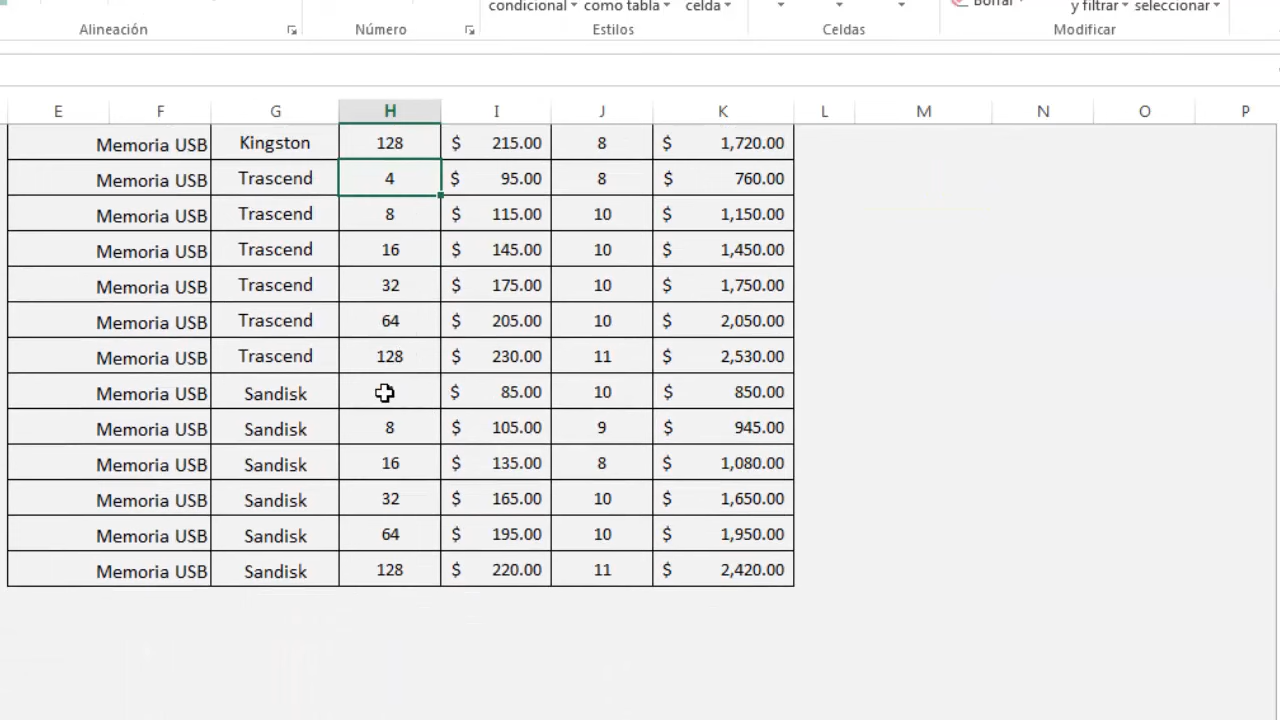 condicional como tabla celda Borrar y filtrar seleccionar
Alineación Número Estilos Celdas Modificar
E F G H I J K L M N O P
Memoria USB Kingston 128 $ 215.00 8 $ 1,720.00
Memoria USB Trascend 4 $ 95.00 8 $ 760.00
Memoria USB Trascend 8 $ 115.00 10 $ 1,150.00
Memoria USB Trascend 16 $ 145.00 10 $ 1,450.00
Memoria USB Trascend 32 $ 175.00 10 $ 1,750.00
Memoria USB Trascend 64 $ 205.00 10 $ 2,050.00
Memoria USB Trascend 128 $ 230.00 11 $ 2,530.00
Memoria USB Sandisk $ 85.00 10 $ 850.00
Memoria USB Sandisk 8 $ 105.00 9 $ 945.00
Memoria USB Sandisk 16 $ 135.00 8 $ 1,080.00
Memoria USB Sandisk 32 $ 165.00 10 $ 1,650.00
Memoria USB Sandisk 64 $ 195.00 10 $ 1,950.00
Memoria USB Sandisk 128 $ 220.00 11 $ 2,420.00